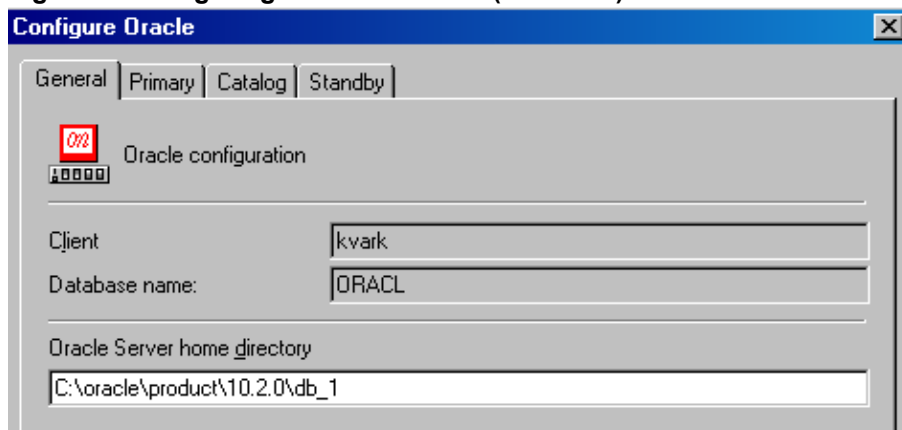 Configure Oracle
General Primary Catalog Standby
Oracle configuration
Client kvark
Database name: ORACL
Oracle Server home directory
C:\oracle\product\10.2.0\db_1